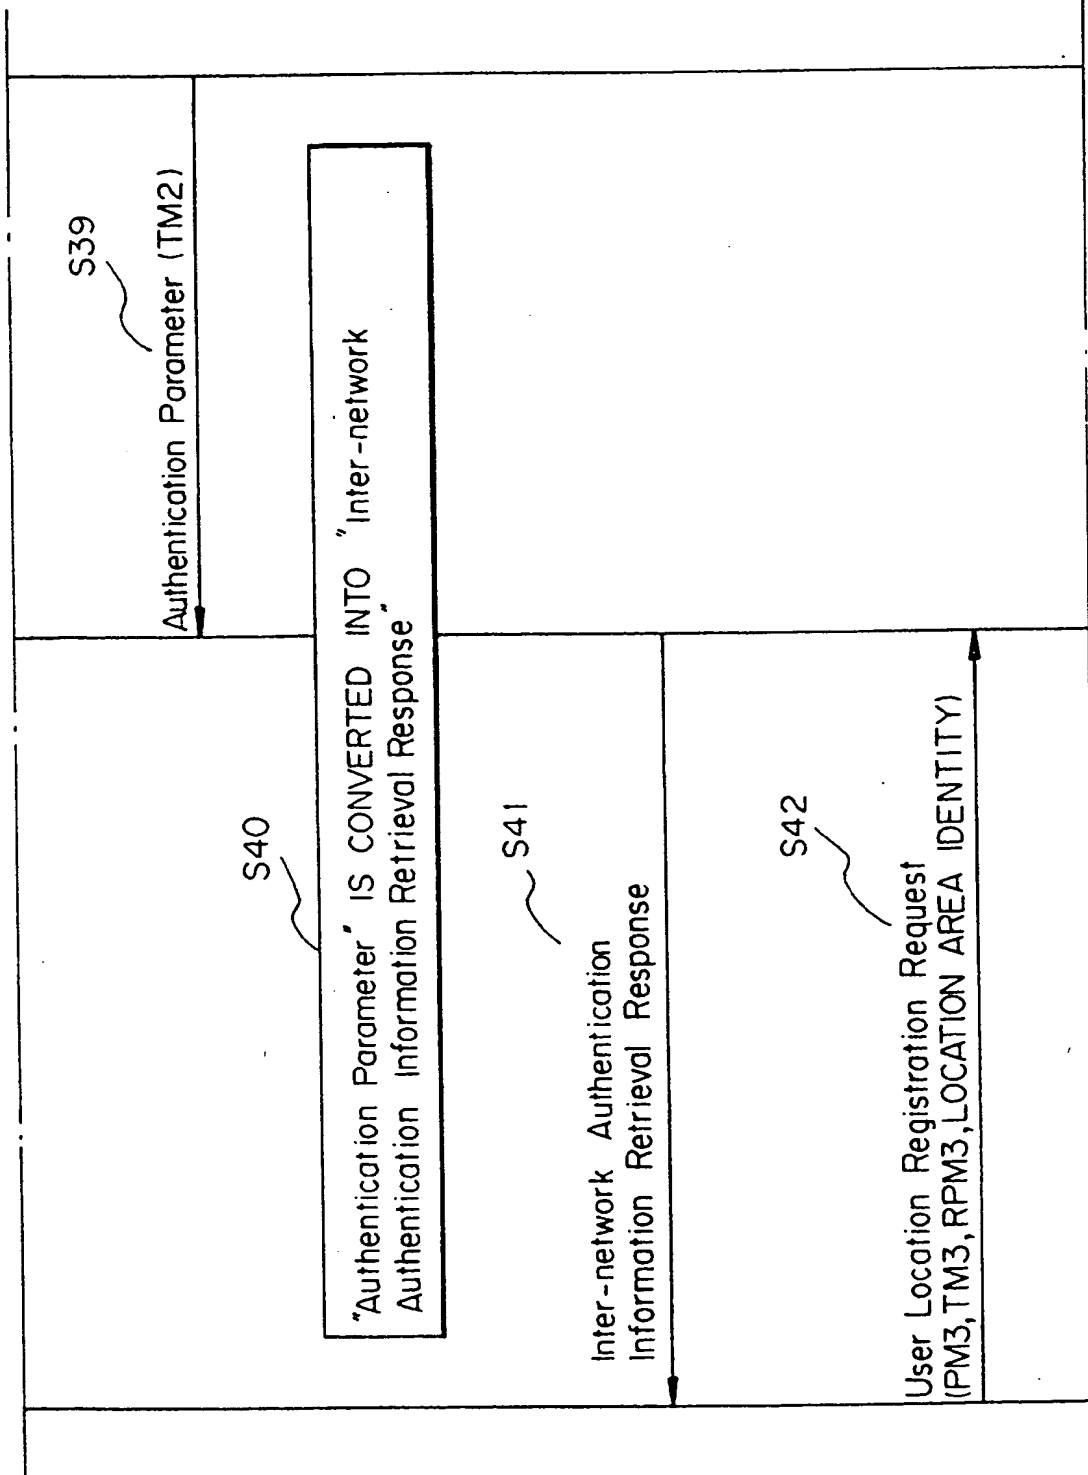 S39
Authentication Parameter (TM2)
S40
"Authentication Parameter" IS CONVERTED INTO "Inter-network
Authentication Information Retrieval Response"
S41
Inter-network Authentication
Information Retrieval Response
S42
User Location Registration Request
(PM3,TM3,RPM3,LOCATION AREA IDENTITY)